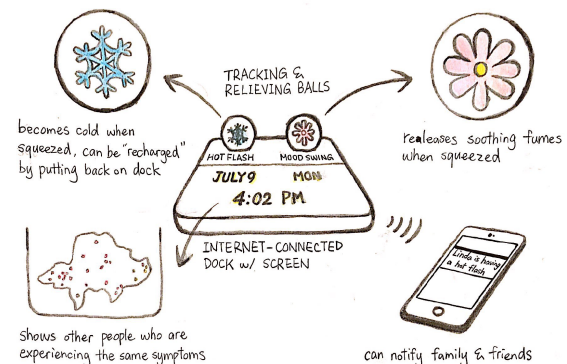 TRACKING &
RELIEVING BALLS
becomes cold when
squeezed, can be "recharged"
by putting back on dock
realeases soothing fumes
when squeezed
HOT FLASH
MOOD SWING
JULY 9
MON
4:02 PM
INTERNET-CONNECTED
DOCK w/ SCREEN
Linda is having
a hot flash
shows other people who are
experiencing the same symptoms
can notify family & friends